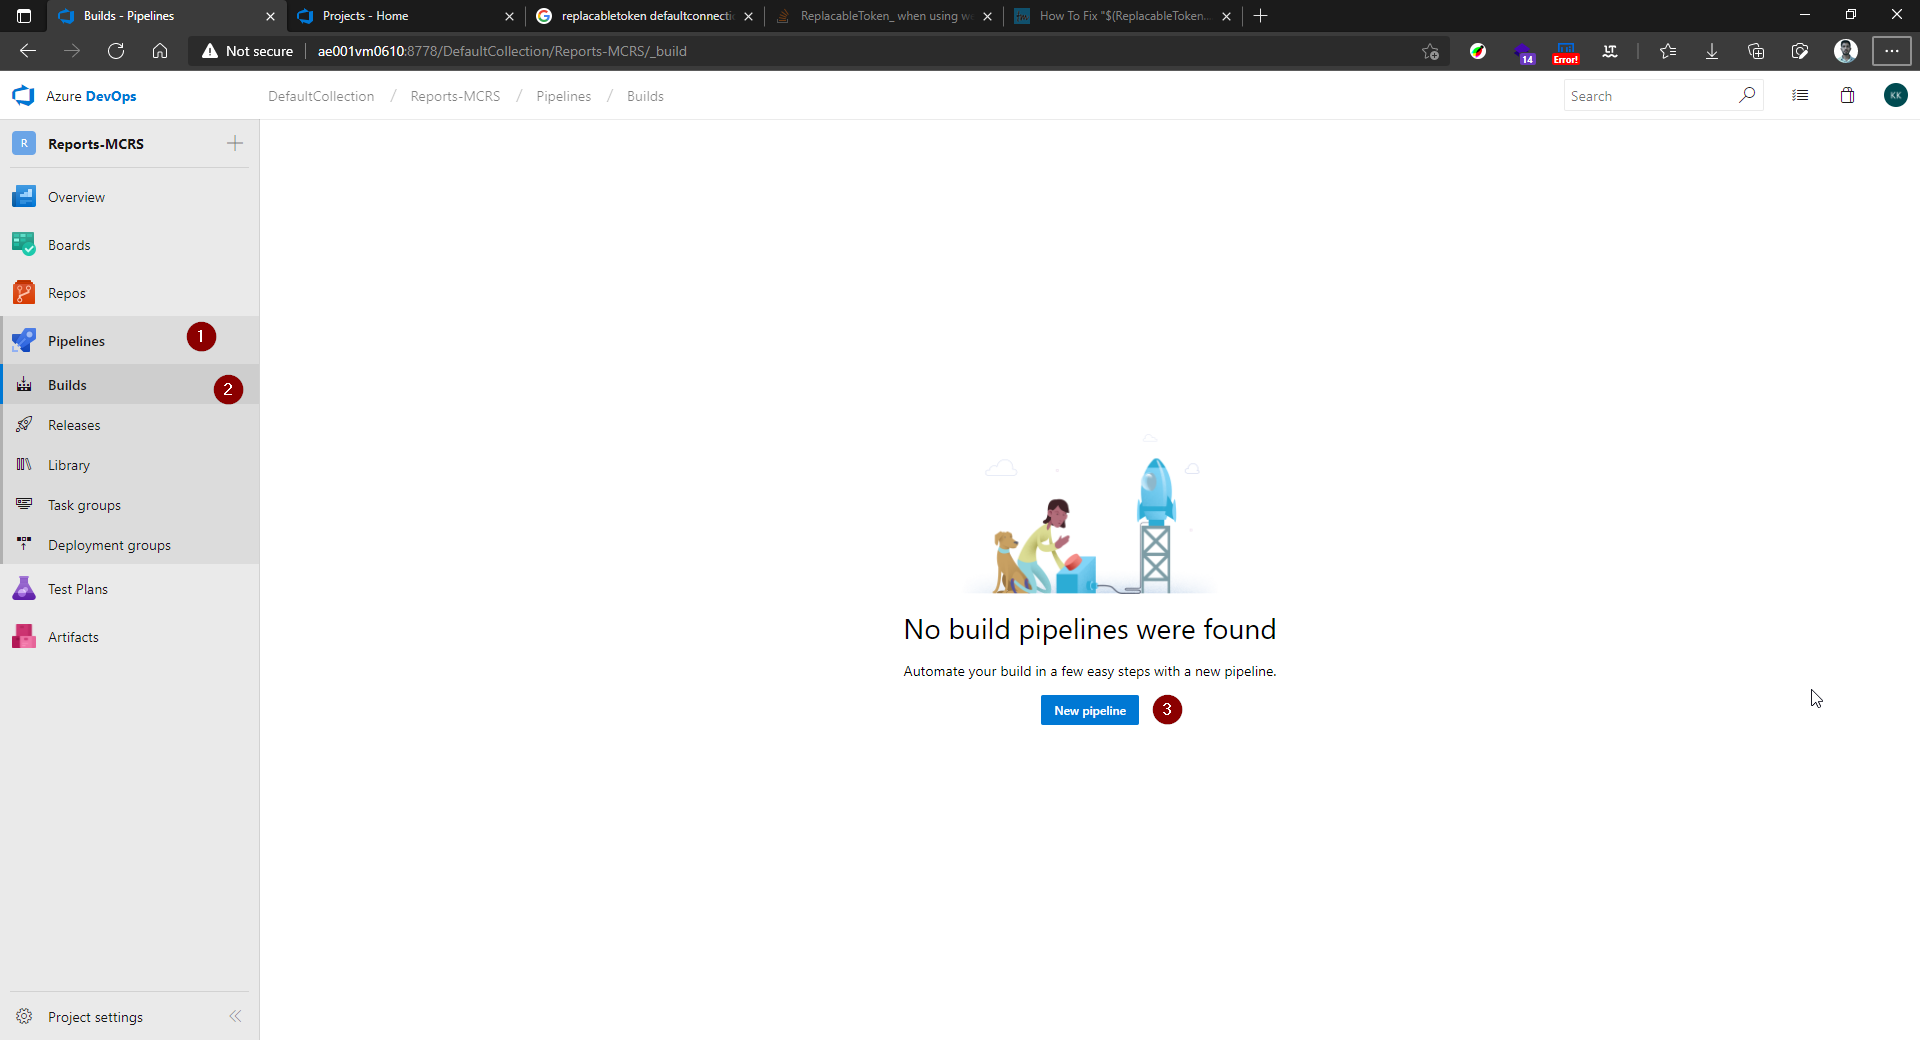 Builds - Pipelines
Projects - Home
replacabletoken defaultconnecti
ReplacableToken_ when using we
How To Fix "$(ReplacableToken...
Not secure
ae001vm0610:8778/DefaultCollection/Reports-MCRS/_build
14
Error!
Azure DevOps
DefaultCollection / Reports-MCRS / Pipelines / Builds
Search
KK
R
Reports-MCRS
Overview
Boards
Repos
Pipelines
1
Builds
2
Releases
Library
Task groups
Deployment groups
Test Plans
Artifacts
No build pipelines were found
Automate your build in a few easy steps with a new pipeline.
New pipeline
3
Project settings